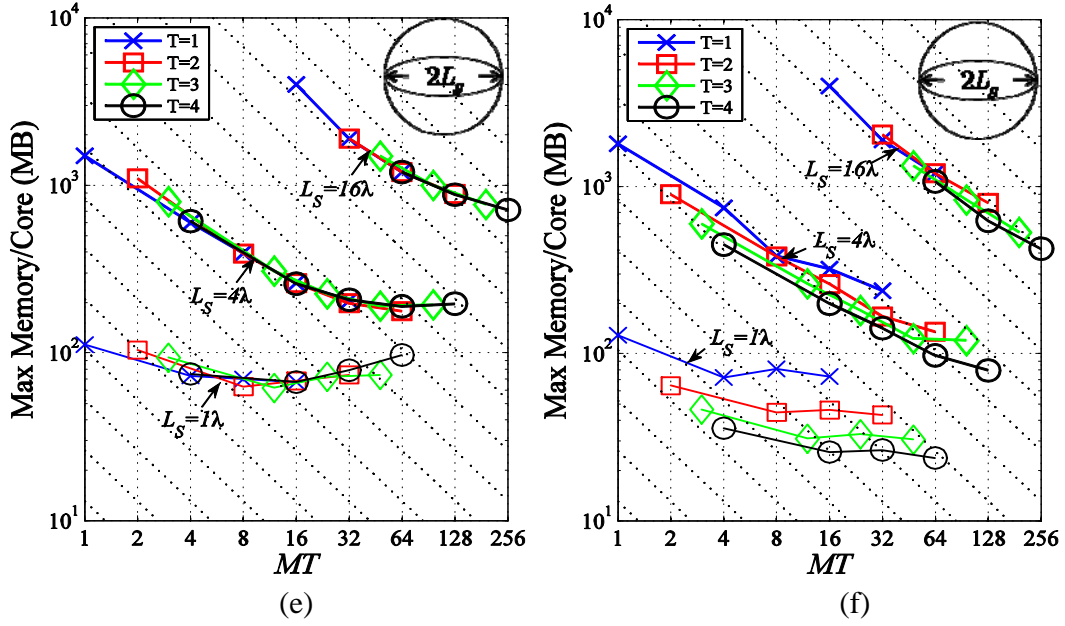 10^4
T=1
T=2
T=3
T=4
2L_g
10^3
10^2
10^1
Max Memory/Core (MB)
L_S=16λ
L_S=4λ
L_S=1λ
1 2 4 8 16 32 64 128 256
MT
(e)
10^4
T=1
T=2
T=3
T=4
2L_g
10^3
10^2
10^1
Max Memory/Core (MB)
L_S=16λ
L_S=4λ
L_S=1λ
1 2 4 8 16 32 64 128 256
MT
(f)